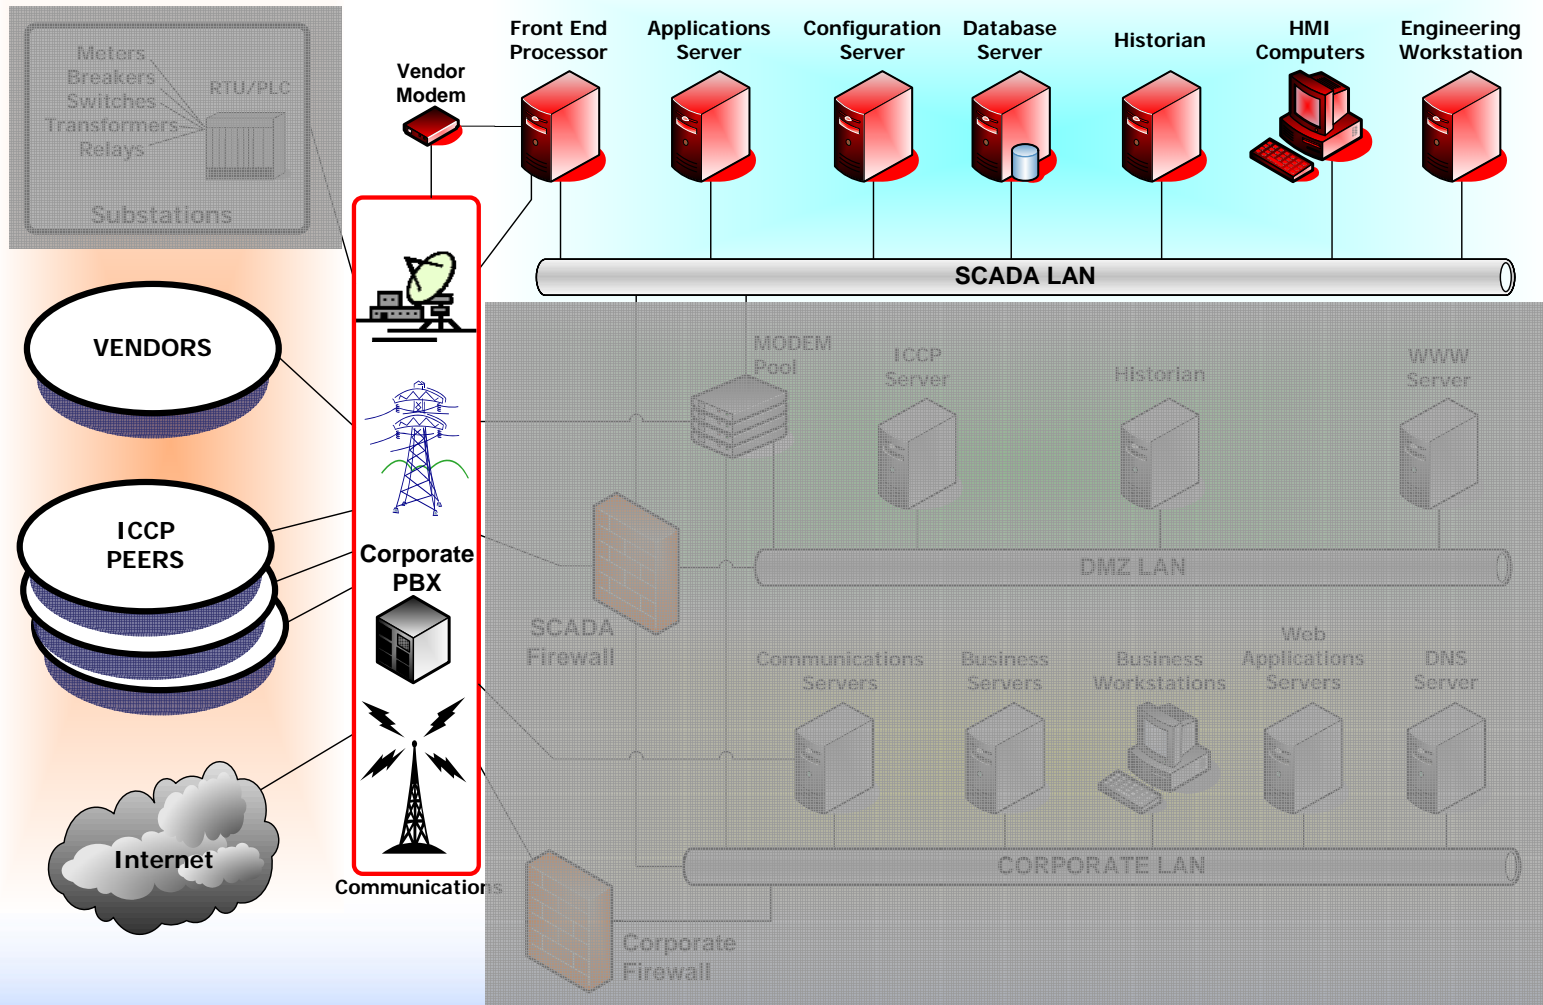 Meters
Breakers
Switches
Transformers
Relays
RTU/PLC
Substations
Vendor
Modem
Front End
Processor
Applications
Server
Configuration
Server
Database
Server
Historian
HMI
Computers
Engineering
Workstation
SCADA LAN
VENDORS
ICCP
PEERS
Internet
Corporate
PBX
Communications
MODEM
Pool
ICCP
Server
Historian
WWW
Server
DMZ LAN
SCADA
Firewall
Communications
Servers
Business
Servers
Business
Workstations
Web
Applications
Servers
DNS
Server
CORPORATE LAN
Corporate
Firewall